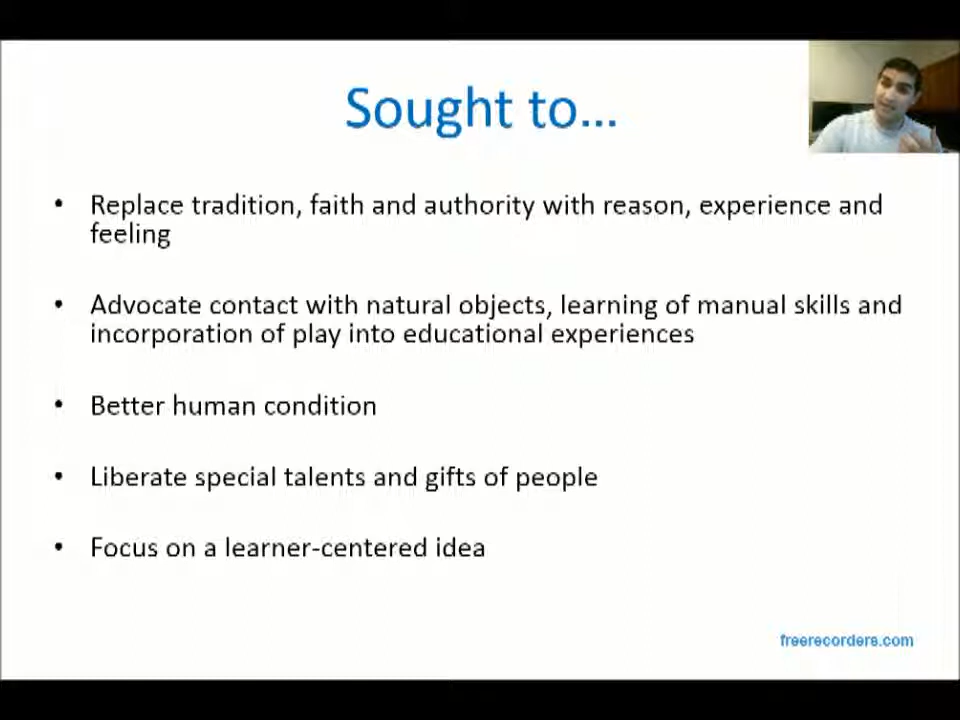 Sought to...
• Replace tradition, faith and authority with reason, experience and
feeling
• Advocate contact with natural objects, learning of manual skills and
incorporation of play into educational experiences
• Better human condition
• Liberate special talents and gifts of people
• Focus on a learner-centered idea
freerecorders.com